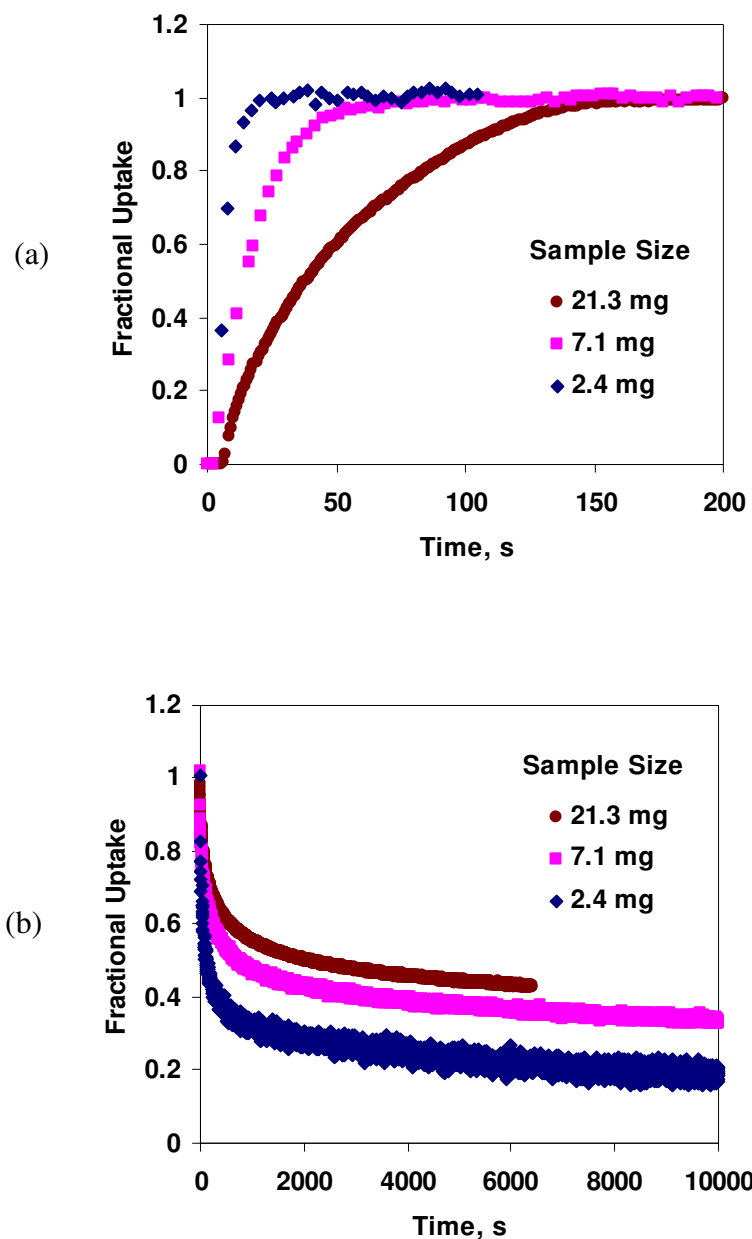 (a)
Fractional Uptake
1.2
1
0.8
0.6
0.4
0.2
0
0 50 100 150 200
Time, s
Sample Size
21.3 mg
7.1 mg
2.4 mg
(b)
Fractional Uptake
1.2
1
0.8
0.6
0.4
0.2
0
0 2000 4000 6000 8000 10000
Time, s
Sample Size
21.3 mg
7.1 mg
2.4 mg